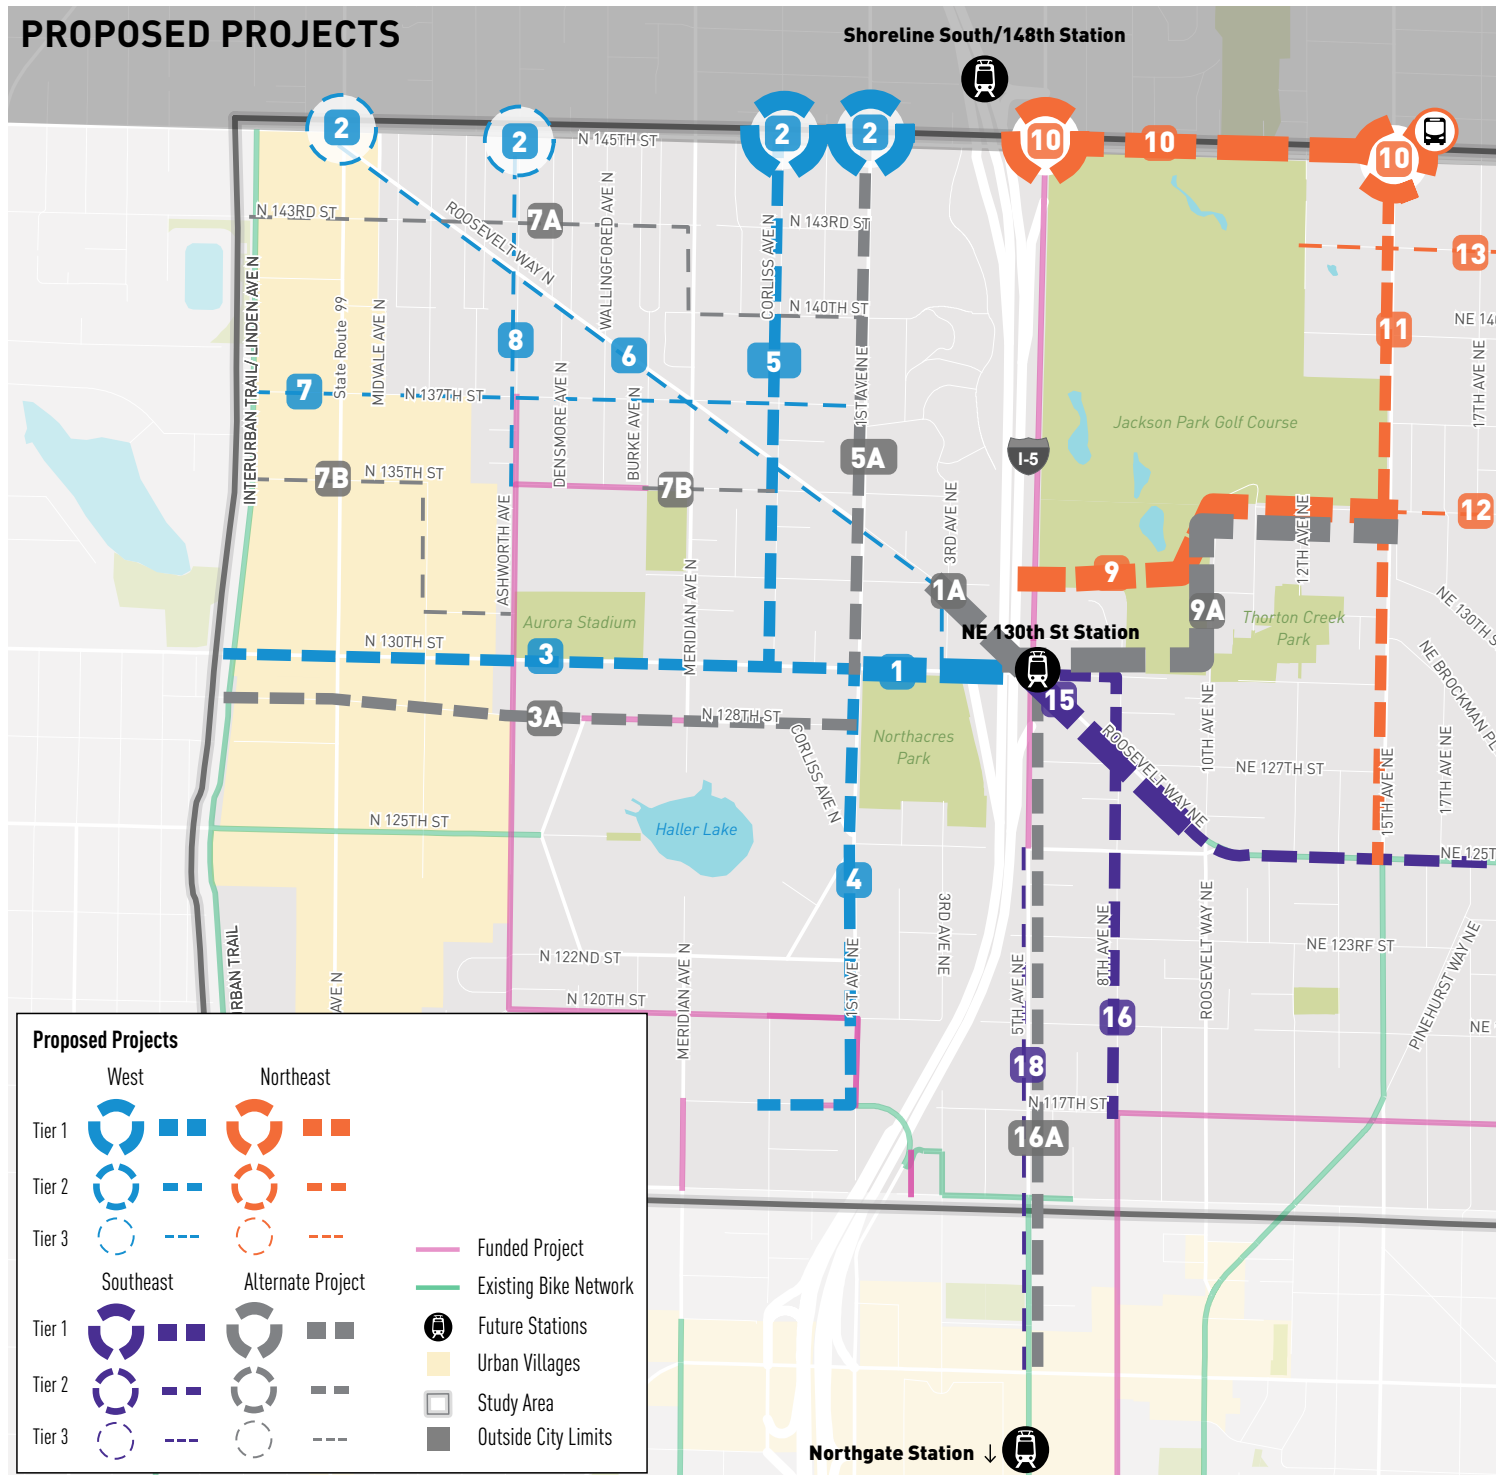 PROPOSED PROJECTS
Shoreline South/148th Station
2
2
2
2
10
10
10
N 145TH ST
N 143RD ST
7A
ROOSEVELT WAY N
WALLINGFORD AVE N
CORLISS AVE N
N 143RD ST
13
INTERURBAN TRAIL/ LINDEN AVE N
State Route 99
MIDVALE AVE N
8
6
5
N 140TH ST
1ST AVE NE
11
NE 140
17TH AVE NE
7
N 137TH ST
DENSMORE AVE N
BURKE AVE N
Jackson Park Golf Course
5A
I-5
7B
N 135TH ST
7B
3RD AVE NE
12TH AVE NE
12
ASHWORTH AVE
MERIDIAN AVE N
1A
9
9A
Thorton Creek
Park
NE 130TH S
NE BROCKMAN PL
Aurora Stadium
NE 130th St Station
N 130TH ST
3
1
15
3A
N 128TH ST
CORLISS AVE N
Northacres
Park
ROOSEVELT WAY NE
10TH AVE NE
NE 127TH ST
15TH AVE NE
17TH AVE NE
N 125TH ST
Haller Lake
NE 125T
4
3RD AVE NE
8TH AVE NE
ROOSEVELT WAY NE
NE 123RF ST
PINEHURST WAY NE
RBAN TRAIL
AVE N
N 122ND ST
MERIDIAN AVE N
1ST AVE NE
5TH AVE NE
N 120TH ST
16
NE
18
N 117TH ST
16A
Proposed Projects
West
Northeast
Tier 1
Tier 2
Tier 3
Southeast
Alternate Project
Tier 1
Tier 2
Tier 3
Funded Project
Existing Bike Network
Future Stations
Urban Villages
Study Area
Outside City Limits
Northgate Station ↓